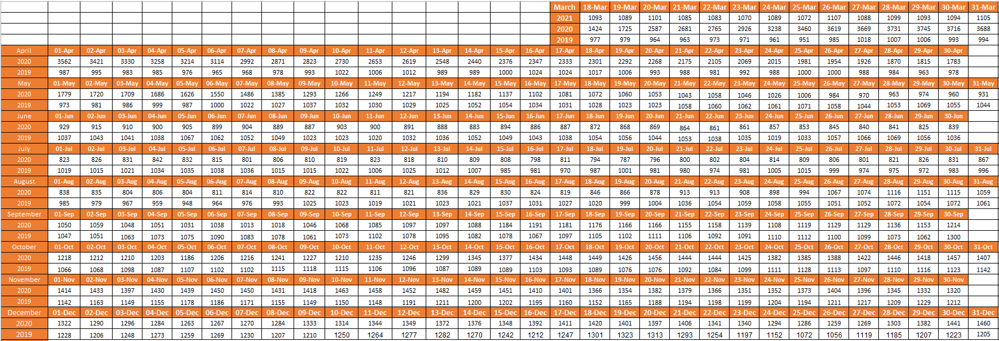 March 18-Mar 19-Mar 20-Mar 21-Mar 22-Mar 23-Mar 24-Mar 25-Mar 26-Mar 27-Mar 28-Mar 29-Mar 30-Mar 31-Mar
2021 1093 1089 1101 1085 1083 1070 1089 1072 1107 1088 1099 1093 1094 1105
2020 1424 1725 2587 2681 2765 2926 3238 3460 3619 3669 3731 3745 3716 3688
2019 977 979 964 963 973 971 961 951 985 1018 1007 1006 993 994
April 01-Apr 02-Apr 03-Apr 04-Apr 05-Apr 06-Apr 07-Apr 08-Apr 09-Apr 10-Apr 11-Apr 12-Apr 13-Apr 14-Apr 15-Apr 16-Apr 17-Apr 18-Apr 19-Apr 20-Apr 21-Apr 22-Apr 23-Apr 24-Apr 25-Apr 26-Apr 27-Apr 28-Apr 29-Apr 30-Apr
2020 3562 3421 3330 3258 3214 3114 2992 2871 2823 2730 2653 2619 2548 2440 2376 2347 2333 2301 2292 2268 2175 2105 2069 2015 1981 1954 1926 1870 1815 1783
2019 987 995 983 985 976 965 968 978 993 1022 1006 1012 989 989 1000 1024 1024 1017 1006 993 988 981 992 988 1000 1000 988 984 963 978
May 01-May 02-May 03-May 04-May 05-May 06-May 07-May 08-May 09-May 10-May 11-May 12-May 13-May 14-May 15-May 16-May 17-May 18-May 19-May 20-May 21-May 22-May 23-May 24-May 25-May 26-May 27-May 28-May 29-May 30-May 31-May
2020 1779 1720 1709 1686 1626 1550 1486 1385 1293 1266 1249 1217 1194 1182 1137 1102 1081 1072 1060 1053 1043 1058 1046 1026 1006 984 970 963 974 960 931
2019 973 981 986 999 987 1000 1022 1027 1037 1032 1030 1029 1025 1052 1054 1034 1031 1028 1023 1023 1058 1060 1062 1061 1071 1058 1044 1053 1069 1055 1044
June 01-Jun 02-Jun 03-Jun 04-Jun 05-Jun 06-Jun 07-Jun 08-Jun 09-Jun 10-Jun 11-Jun 12-Jun 13-Jun 14-Jun 15-Jun 16-Jun 17-Jun 18-Jun 19-Jun 20-Jun 21-Jun 22-Jun 23-Jun 24-Jun 25-Jun 26-Jun 27-Jun 28-Jun 29-Jun 30-Jun
2020 929 915 910 900 905 899 904 889 887 903 900 891 888 883 894 886 887 872 868 869 864 861 861 857 853 845 840 841 825 839
2019 1037 1043 1041 1038 1067 1062 1052 1049 1023 1023 1020 1032 1036 1052 1049 1043 1038 1054 1056 1044 1053 1038 1035 1019 1033 1057 1066 1069 1056 1036
July 01-Jul 02-Jul 03-Jul 04-Jul 05-Jul 06-Jul 07-Jul 08-Jul 09-Jul 10-Jul 11-Jul 12-Jul 13-Jul 14-Jul 15-Jul 16-Jul 17-Jul 18-Jul 19-Jul 20-Jul 21-Jul 22-Jul 23-Jul 24-Jul 25-Jul 26-Jul 27-Jul 28-Jul 29-Jul 30-Jul 31-Jul
2020 823 826 831 842 832 815 801 806 810 819 823 818 810 809 808 798 811 794 787 796 800 802 804 814 809 806 801 821 826 831 867
2019 1019 1015 1021 1034 1035 1038 1036 1015 1015 1022 1006 1025 1012 1007 985 981 970 987 1001 981 980 974 981 1005 1015 999 974 975 972 983 996
August 01-Aug 02-Aug 03-Aug 04-Aug 05-Aug 06-Aug 07-Aug 08-Aug 09-Aug 10-Aug 11-Aug 12-Aug 13-Aug 14-Aug 15-Aug 16-Aug 17-Aug 18-Aug 19-Aug 20-Aug 21-Aug 22-Aug 23-Aug 24-Aug 25-Aug 26-Aug 27-Aug 28-Aug 29-Aug 30-Aug 31-Aug
2020 838 835 804 806 804 811 814 810 822 822 811 821 836 829 830 824 819 846 866 878 913 913 908 898 994 1067 1074 1116 1151 1115 1059
2019 985 979 967 959 948 964 976 993 1025 1023 1019 1021 1023 1021 1037 1031 1027 1020 999 1004 1036 1054 1059 1058 1055 1051 1052 1072 1054 1072 1061
September 01-Sep 02-Sep 03-Sep 04-Sep 05-Sep 06-Sep 07-Sep 08-Sep 09-Sep 10-Sep 11-Sep 12-Sep 13-Sep 14-Sep 15-Sep 16-Sep 17-Sep 18-Sep 19-Sep 20-Sep 21-Sep 22-Sep 23-Sep 24-Sep 25-Sep 26-Sep 27-Sep 28-Sep 29-Sep 30-Sep
2020 1050 1059 1048 1051 1031 1038 1013 1018 1046 1068 1085 1097 1097 1088 1184 1191 1181 1176 1166 1166 1155 1158 1139 1108 1119 1129 1129 1136 1153 1214
2019 1047 1051 1063 1073 1075 1090 1083 1078 1061 1073 1102 1078 1095 1082 1078 1067 1097 1105 1102 1111 1106 1092 1091 1110 1112 1100 1099 1073 1062 1300
October 01-Oct 02-Oct 03-Oct 04-Oct 05-Oct 06-Oct 07-Oct 08-Oct 09-Oct 10-Oct 11-Oct 12-Oct 13-Oct 14-Oct 15-Oct 16-Oct 17-Oct 18-Oct 19-Oct 20-Oct 21-Oct 22-Oct 23-Oct 24-Oct 25-Oct 26-Oct 27-Oct 28-Oct 29-Oct 30-Oct 31-Oct
2020 1218 1212 1210 1203 1186 1206 1216 1241 1227 1210 1235 1246 1299 1345 1377 1434 1448 1449 1426 1456 1444 1444 1425 1382 1385 1388 1422 1446 1418 1457 1407
2019 1066 1068 1098 1087 1107 1102 1102 1115 1118 1115 1106 1096 1087 1089 1089 1103 1093 1089 1076 1076 1092 1084 1099 1111 1128 1113 1097 1110 1116 1123 1142
November 01-Nov 02-Nov 03-Nov 04-Nov 05-Nov 06-Nov 07-Nov 08-Nov 09-Nov 10-Nov 11-Nov 12-Nov 13-Nov 14-Nov 15-Nov 16-Nov 17-Nov 18-Nov 19-Nov 20-Nov 21-Nov 22-Nov 23-Nov 24-Nov 25-Nov 26-Nov 27-Nov 28-Nov 29-Nov 30-Nov
2020 1414 1433 1397 1430 1439 1450 1450 1431 1418 1463 1458 1452 1482 1459 1451 1410 1401 1366 1354 1382 1379 1366 1351 1352 1373 1404 1396 1345 1332 1320
2019 1142 1163 1149 1155 1178 1186 1171 1155 1149 1150 1148 1191 1211 1200 1202 1195 1160 1152 1165 1188 1194 1198 1199 1204 1194 1211 1217 1209 1229 1212
December 01-Dec 02-Dec 03-Dec 04-Dec 05-Dec 06-Dec 07-Dec 08-Dec 09-Dec 10-Dec 11-Dec 12-Dec 13-Dec 14-Dec 15-Dec 16-Dec 17-Dec 18-Dec 19-Dec 20-Dec 21-Dec 22-Dec 23-Dec 24-Dec 25-Dec 26-Dec 27-Dec 28-Dec 29-Dec 30-Dec 31-Dec
2020 1322 1290 1296 1284 1263 1267 1270 1284 1333 1314 1344 1349 1372 1376 1348 1392 1411 1420 1401 1397 1406 1341 1340 1294 1286 1259 1269 1303 1382 1441 1460
2019 1228 1206 1248 1273 1259 1269 1230 1207 1210 1250 1264 1277 1282 1270 1242 1212 1247 1301 1323 1313 1293 1254 1197 1152 1072 1056 1119 1185 1207 1223 1205